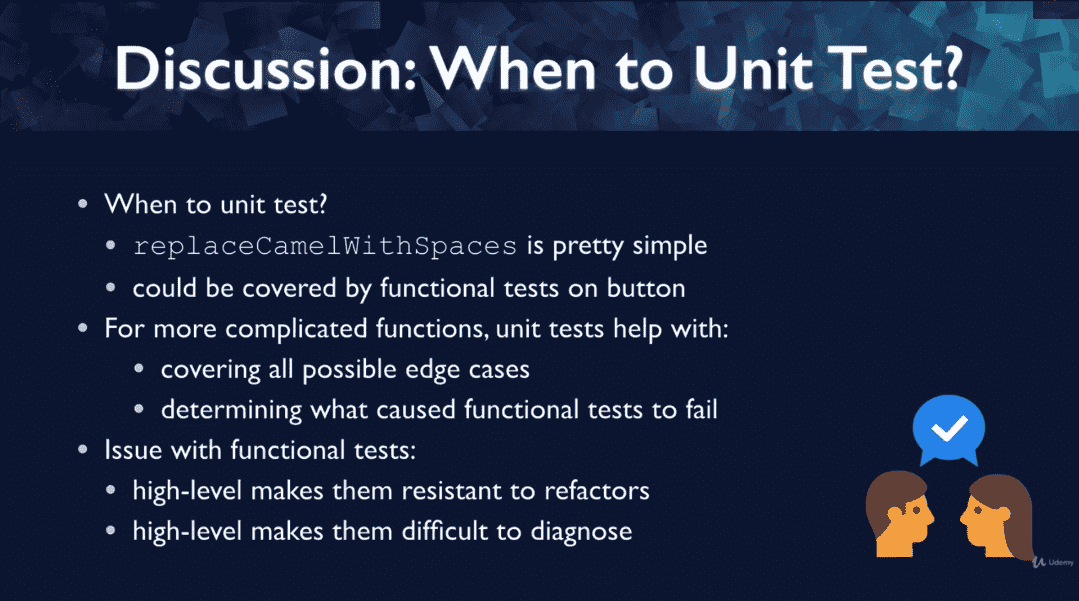 Discussion: When to Unit Test?
• When to unit test?
• replaceCamelWithSpaces is pretty simple
• could be covered by functional tests on button
• For more complicated functions, unit tests help with:
• covering all possible edge cases
• determining what caused functional tests to fail
• Issue with functional tests:
• high-level makes them resistant to refactors
• high-level makes them difficult to diagnose
Udemy